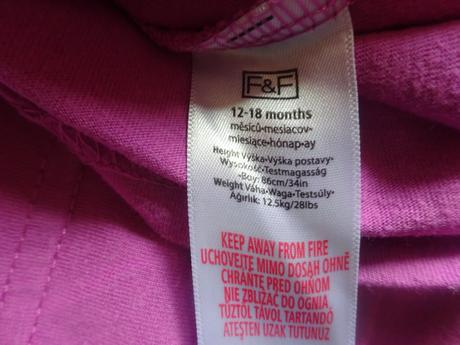 F&F
12-18 months
měsíců•mesiacov•
miesiące•hónap•ay
Height Výška•Výška postavy•
Wysokość•Testmagasság
•Boy: 86cm/34in
Weight Váha•Waga•Testsúly•
Ağırlık: 12.5kg/28lbs
KEEP AWAY FROM FIRE
UCHOVEJTE MIMO DOSAH OHNĚ
CHRÁŇTE PRED OHŇOM
NIE ZBLIŻAĆ DO OGNIA
TŰZTŐL TÁVOL TARTANDÓ
ATEŞTEN UZAK TUTUNUZ